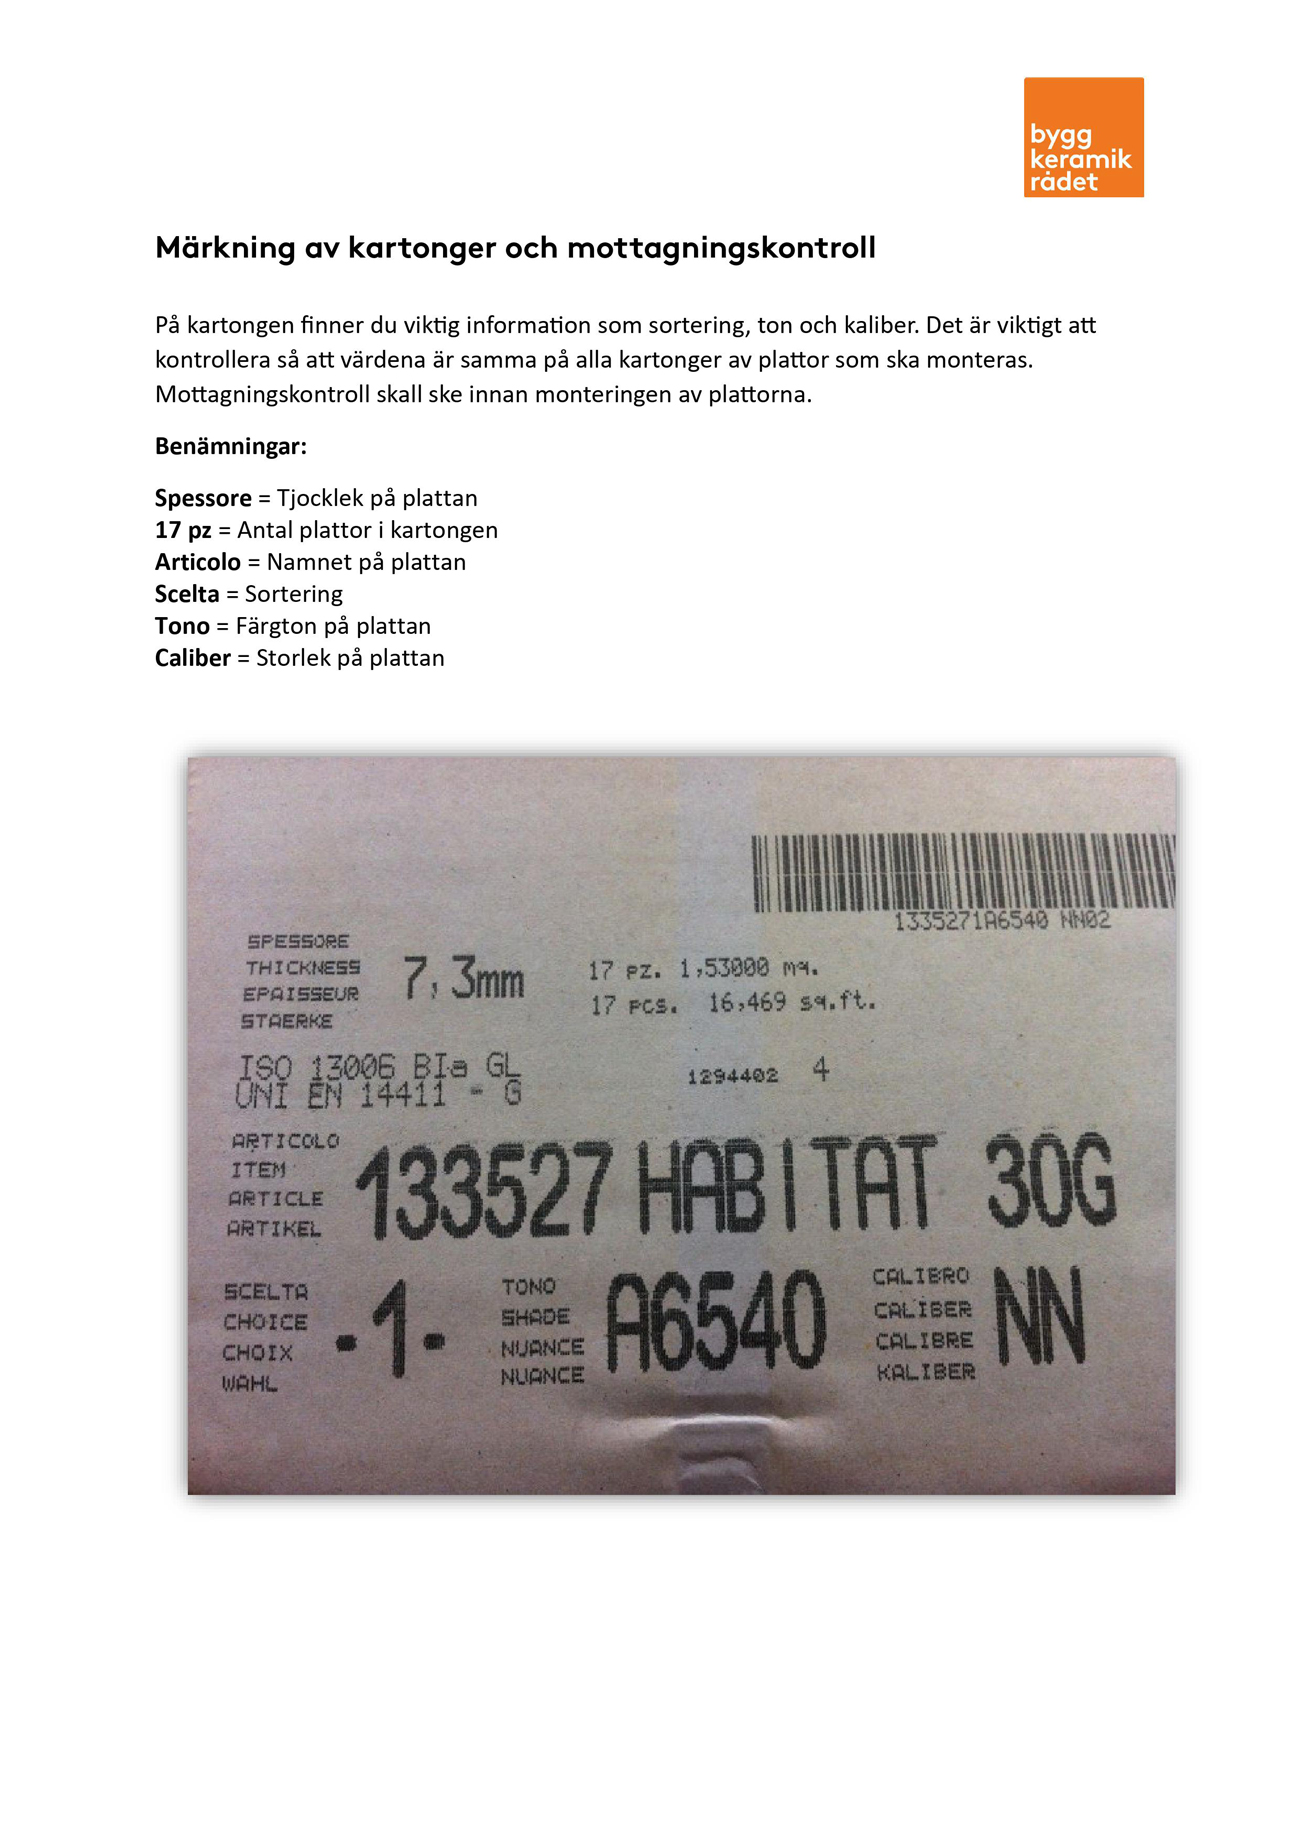 bygg
keramik
rådet
Märkning av kartonger och mottagningskontroll
På kartongen finner du viktig information som sortering, ton och kaliber. Det är viktigt att
kontrollera så att värdena är samma på alla kartonger av plattor som ska monteras.
Mottagningskontroll skall ske innan monteringen av plattorna.
Benämningar:
Spessore = Tjocklek på plattan
17 pz = Antal plattor i kartongen
Articolo = Namnet på plattan
Scelta = Sortering
Tono = Färgton på plattan
Caliber = Storlek på plattan
1335271A6540 NN02
SPESSORE
THICKNESS
EPAISSEUR
STAERKE
7,3mm
17 pz. 1,53000 mq.
17 pcs. 16,469 sq.ft.
ISO 13006 BIa GL
UNI EN 14411 - G
1294402 4
ARTICOLO
ITEM
ARTICLE
ARTIKEL
133527 HABITAT 30G
SCELTA
CHOICE
CHOIX
WAHL
-1-
TONO
SHADE
NUANCE
NUANCE
A6540
CALIBRO
CALIBER
CALIBRE
KALIBER
NN